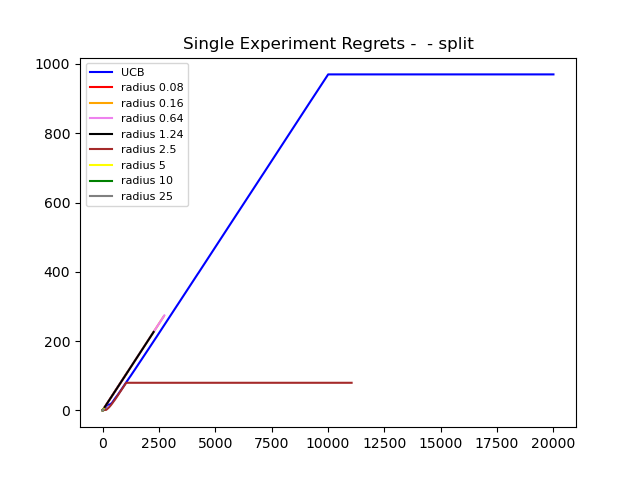 Single Experiment Regrets -  - split
1000
800
600
400
200
0
UCB
radius 0.08
radius 0.16
radius 0.64
radius 1.24
radius 2.5
radius 5
radius 10
radius 25
0 2500 5000 7500 10000 12500 15000 17500 20000